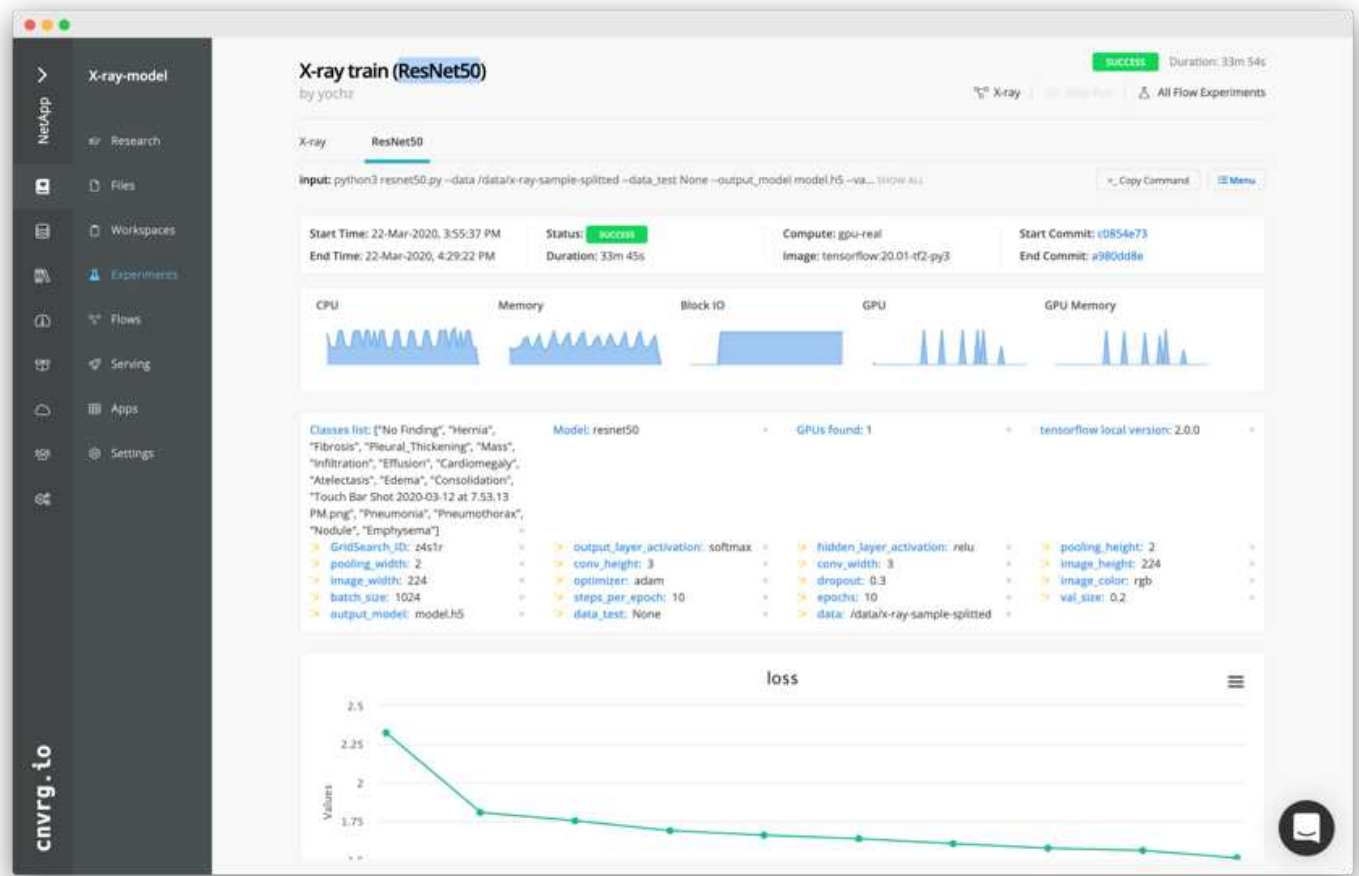 NetApp
cnvrg.io
X-ray-model
Research
Files
Workspaces
Experiments
Flows
Serving
Apps
Settings
X-ray train (ResNet50)
by yochz
SUCCESS Duration: 33m 54s
X-ray All Flow Experiments
X-ray ResNet50
input: python3 resnet50.py --data /data/x-ray-sample-splitted --data_test None --output_model model.h5 --va... SHOW ALL
>_ Copy Command Menu
Start Time: 22-Mar-2020, 3:55:37 PM Status: SUCCESS Compute: gpu-real Start Commit: c0854e73
End Time: 22-Mar-2020, 4:29:22 PM Duration: 33m 45s Image: tensorflow:20.01-tf2-py3 End Commit: a980dd8e
CPU Memory Block IO GPU GPU Memory
Classes list: ["No Finding", "Hernia", Model: resnet50 × GPUs found: 1 × tensorflow local version: 2.0.0 ×
"Fibrosis", "Pleural_Thickening", "Mass",
"Infiltration", "Effusion", "Cardiomegaly",
"Atelectasis", "Edema", "Consolidation",
"Touch Bar Shot 2020-03-12 at 7.53.13
PM.png", "Pneumonia", "Pneumothorax",
"Nodule", "Emphysema"] ×
GridSearch_ID: z4s1r × output_layer_activation: softmax × hidden_layer_activation: relu × pooling_height: 2 ×
pooling_width: 2 × conv_height: 3 × conv_width: 3 × image_height: 224 ×
image_width: 224 × optimizer: adam × dropout: 0.3 × image_color: rgb ×
batch_size: 1024 × steps_per_epoch: 10 × epochs: 10 × val_size: 0.2 ×
output_model: model.h5 × data_test: None × data: /data/x-ray-sample-splitted ×
loss
2.5
2.25
2
1.75
Values